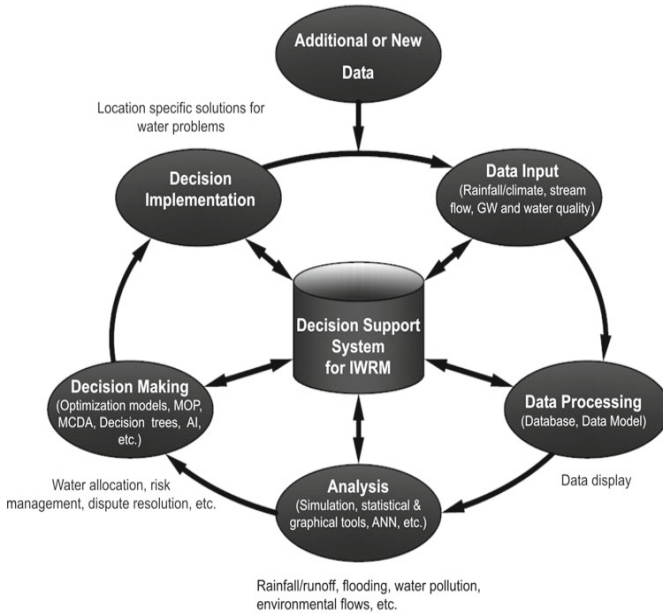 Additional or New
Data
Location specific solutions for
water problems
Decision
Implementation
Data Input
(Rainfall/climate, stream
flow, GW and water quality)
Decision Support
System
for IWRM
Decision Making
(Optimization models, MOP,
MCDA, Decision trees, AI,
etc.)
Data Processing
(Database, Data Model)
Water allocation, risk
management, dispute resolution, etc.
Analysis
(Simulation, statistical &
graphical tools, ANN, etc.)
Data display
Rainfall/runoff, flooding, water pollution,
environmental flows, etc.